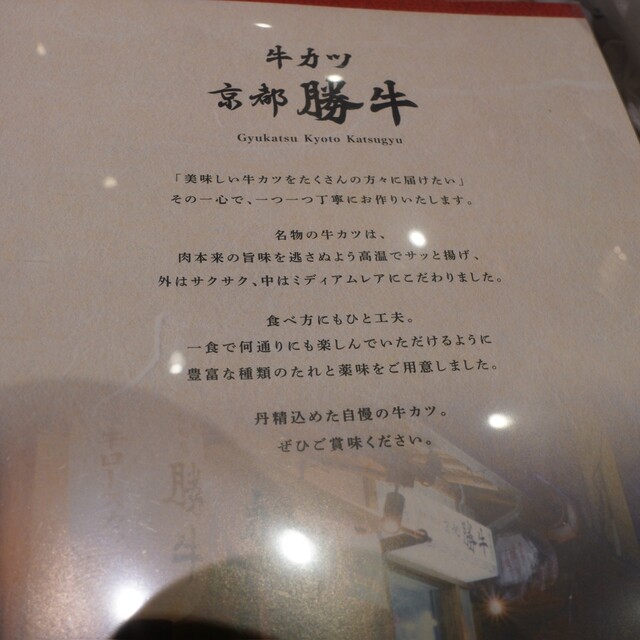 牛カツ
京都 勝牛
Gyukatsu Kyoto Katsugyu
「美味しい牛カツをたくさんの方々に届けたい」
その一心で、一つ一つ丁寧にお作りいたします。
名物の牛カツは、
肉本来の旨味を逃さぬよう高温でサッと揚げ、
外はサクサク、中はミディアムレアにこだわりました。
食べ方にもひと工夫。
一食で何通りにも楽しんでいただけるように
豊富な種類のたれと薬味をご用意しました。
丹精込めた自慢の牛カツ。
ぜひご賞味ください。
勝牛
京都 勝牛